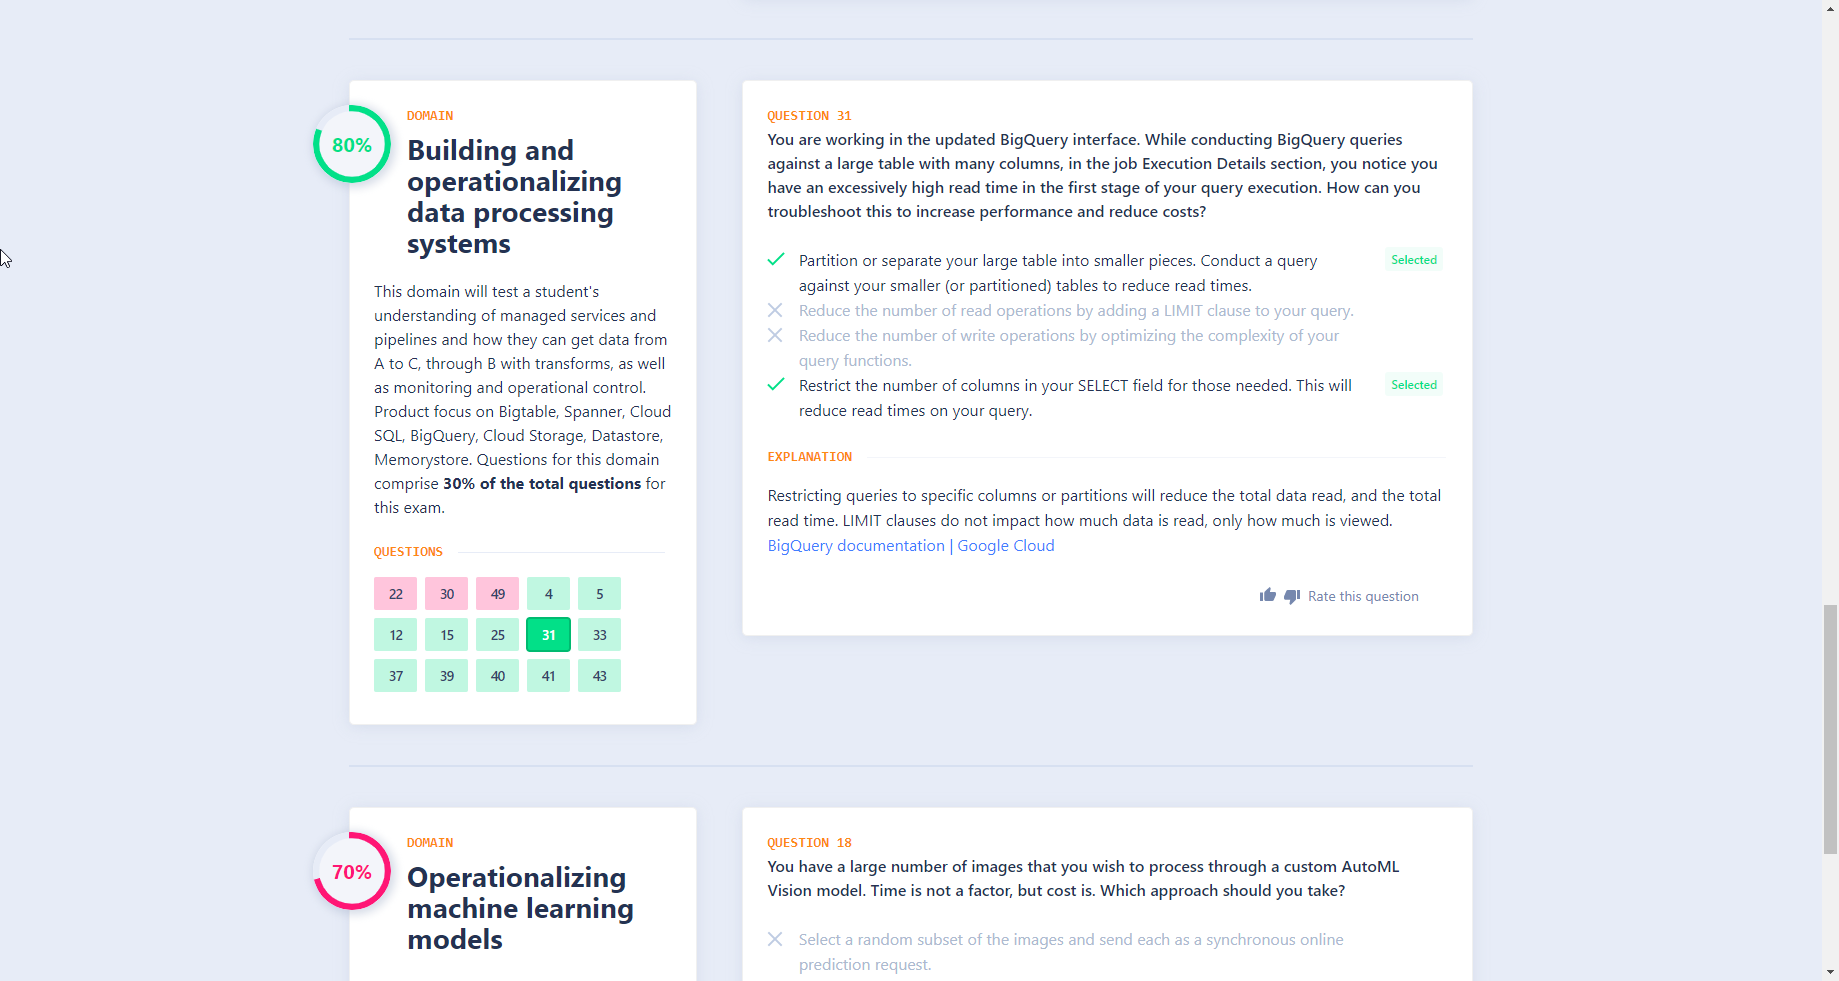 80%
DOMAIN
Building and
operationalizing
data processing
systems
This domain will test a student's
understanding of managed services and
pipelines and how they can get data from
A to C, through B with transforms, as well
as monitoring and operational control.
Product focus on Bigtable, Spanner, Cloud
SQL, BigQuery, Cloud Storage, Datastore,
Memorystore. Questions for this domain
comprise 30% of the total questions for
this exam.
QUESTIONS
22 30 49 4 5
12 15 25 31 33
37 39 40 41 43
QUESTION 31
You are working in the updated BigQuery interface. While conducting BigQuery queries
against a large table with many columns, in the job Execution Details section, you notice you
have an excessively high read time in the first stage of your query execution. How can you
troubleshoot this to increase performance and reduce costs?
Partition or separate your large table into smaller pieces. Conduct a query Selected
against your smaller (or partitioned) tables to reduce read times.
Reduce the number of read operations by adding a LIMIT clause to your query.
Reduce the number of write operations by optimizing the complexity of your
query functions.
Restrict the number of columns in your SELECT field for those needed. This will Selected
reduce read times on your query.
EXPLANATION
Restricting queries to specific columns or partitions will reduce the total data read, and the total
read time. LIMIT clauses do not impact how much data is read, only how much is viewed.
BigQuery documentation | Google Cloud
Rate this question
70%
DOMAIN
Operationalizing
machine learning
models
QUESTION 18
You have a large number of images that you wish to process through a custom AutoML
Vision model. Time is not a factor, but cost is. Which approach should you take?
Select a random subset of the images and send each as a synchronous online
prediction request.